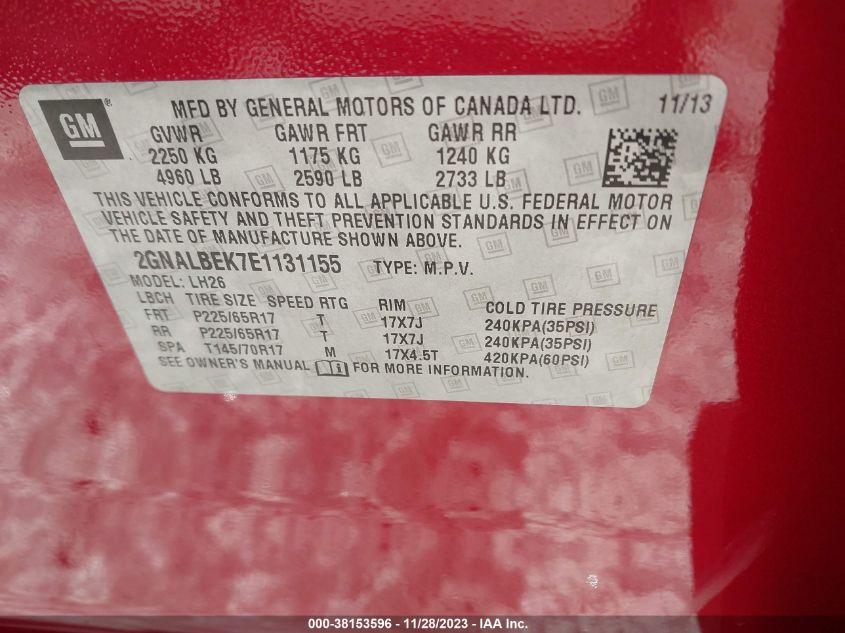 GM ® MFD BY GENERAL MOTORS OF CANADA LTD. 11/13
GVWR GAWR FRT GAWR RR
2250 KG 1175 KG 1240 KG
4960 LB 2590 LB 2733 LB
THIS VEHICLE CONFORMS TO ALL APPLICABLE U.S. FEDERAL MOTOR
VEHICLE SAFETY AND THEFT PREVENTION STANDARDS IN EFFECT ON
THE DATE OF MANUFACTURE SHOWN ABOVE.
2GNALBEK7E1131155 TYPE: M.P.V.
MODEL: LH26
LBCH TIRE SIZE SPEED RTG RIM COLD TIRE PRESSURE
FRT P225/65R17 T 17X7J 240KPA(35PSI)
RR P225/65R17 T 17X7J 240KPA(35PSI)
SPA T145/70R17 M 17X4.5T 420KPA(60PSI)
SEE OWNER'S MANUAL FOR MORE INFORMATION.
000-38153596 - 11/28/2023 - IAA Inc.